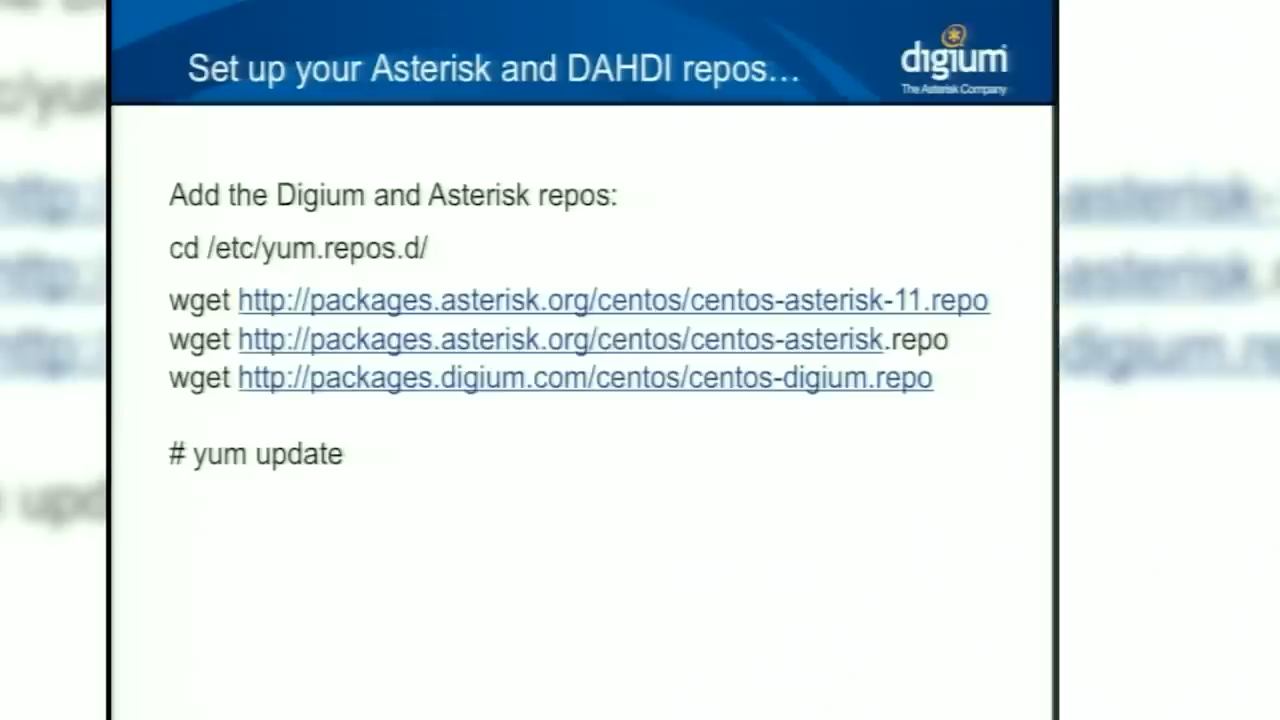 Set up your Asterisk and DAHDI repos...
digium
The Asterisk Company
Add the Digium and Asterisk repos:
cd /etc/yum.repos.d/
wget http://packages.asterisk.org/centos/centos-asterisk-11.repo
wget http://packages.asterisk.org/centos/centos-asterisk.repo
wget http://packages.digium.com/centos/centos-digium.repo
# yum update